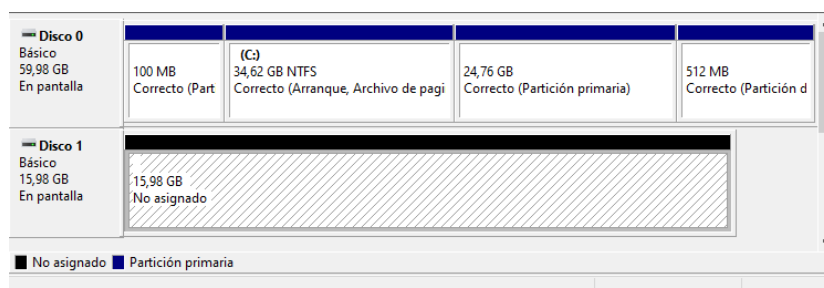 Disco 0
Básico
59,98 GB
En pantalla
100 MB
Correcto (Part
(C:)
34,62 GB NTFS
Correcto (Arranque, Archivo de pagi
24,76 GB
Correcto (Partición primaria)
512 MB
Correcto (Partición d
Disco 1
Básico
15,98 GB
En pantalla
15,98 GB
No asignado
No asignado Partición primaria